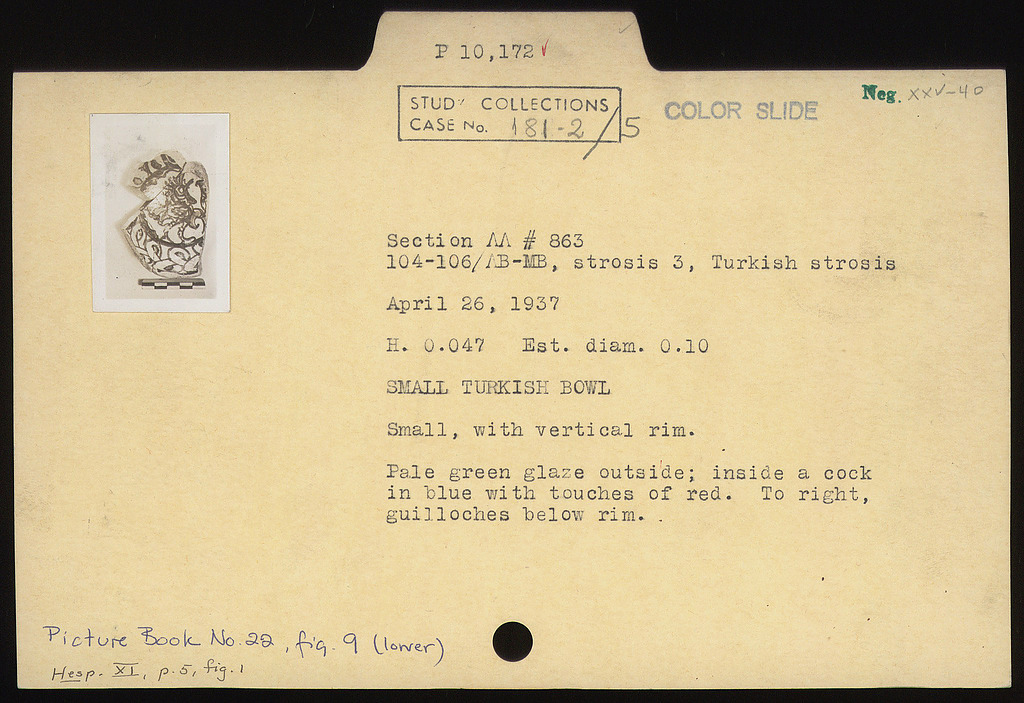 P 10,172
STUDY COLLECTIONS
CASE No. 181-2/5
COLOR SLIDE
Neg. XXV-40
Section ΛΛ # 863
104-106/ΛB-MB, strosis 3, Turkish strosis
April 26, 1937
H. 0.047 Est. diam. 0.10
SMALL TURKISH BOWL
Small, with vertical rim.
Pale green glaze outside; inside a cock
in blue with touches of red. To right,
guilloches below rim.
Picture Book No. 22, fig. 9 (lower)
Hesp. XI, p. 5, fig. 1